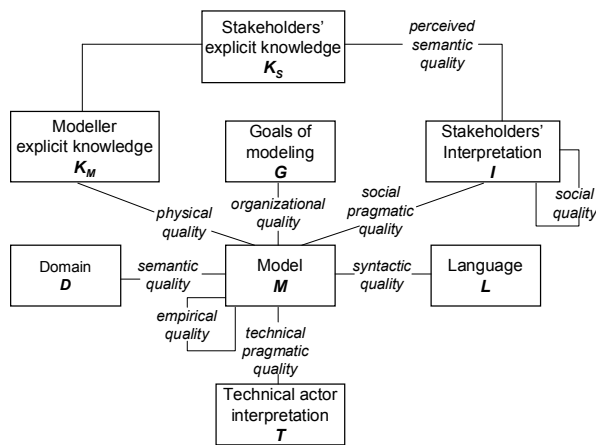 Stakeholders'
explicit knowledge
K_S
perceived
semantic
quality
Modeller
explicit knowledge
K_M
Goals of
modeling
G
Stakeholders'
Interpretation
I
physical
quality
organizational
quality
social
pragmatic
quality
social
quality
Domain
D
semantic
quality
Model
M
syntactic
quality
Language
L
empirical
quality
technical
pragmatic
quality
Technical actor
interpretation
T